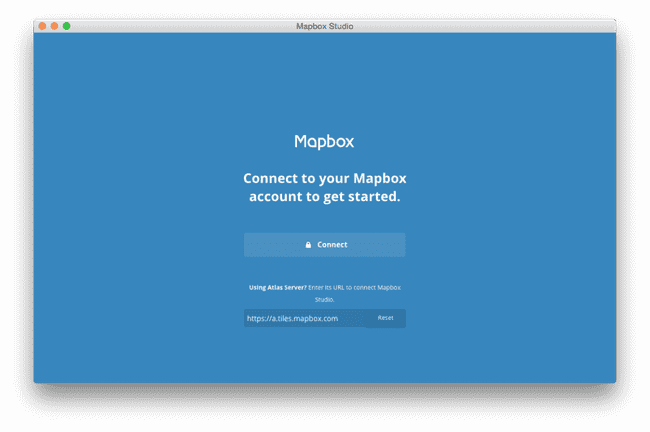 Mapbox Studio
Mapbox
Connect to your Mapbox
account to get started.
Connect
Using Atlas Server? Enter its URL to connect Mapbox
Studio.
https://a.tiles.mapbox.com Reset